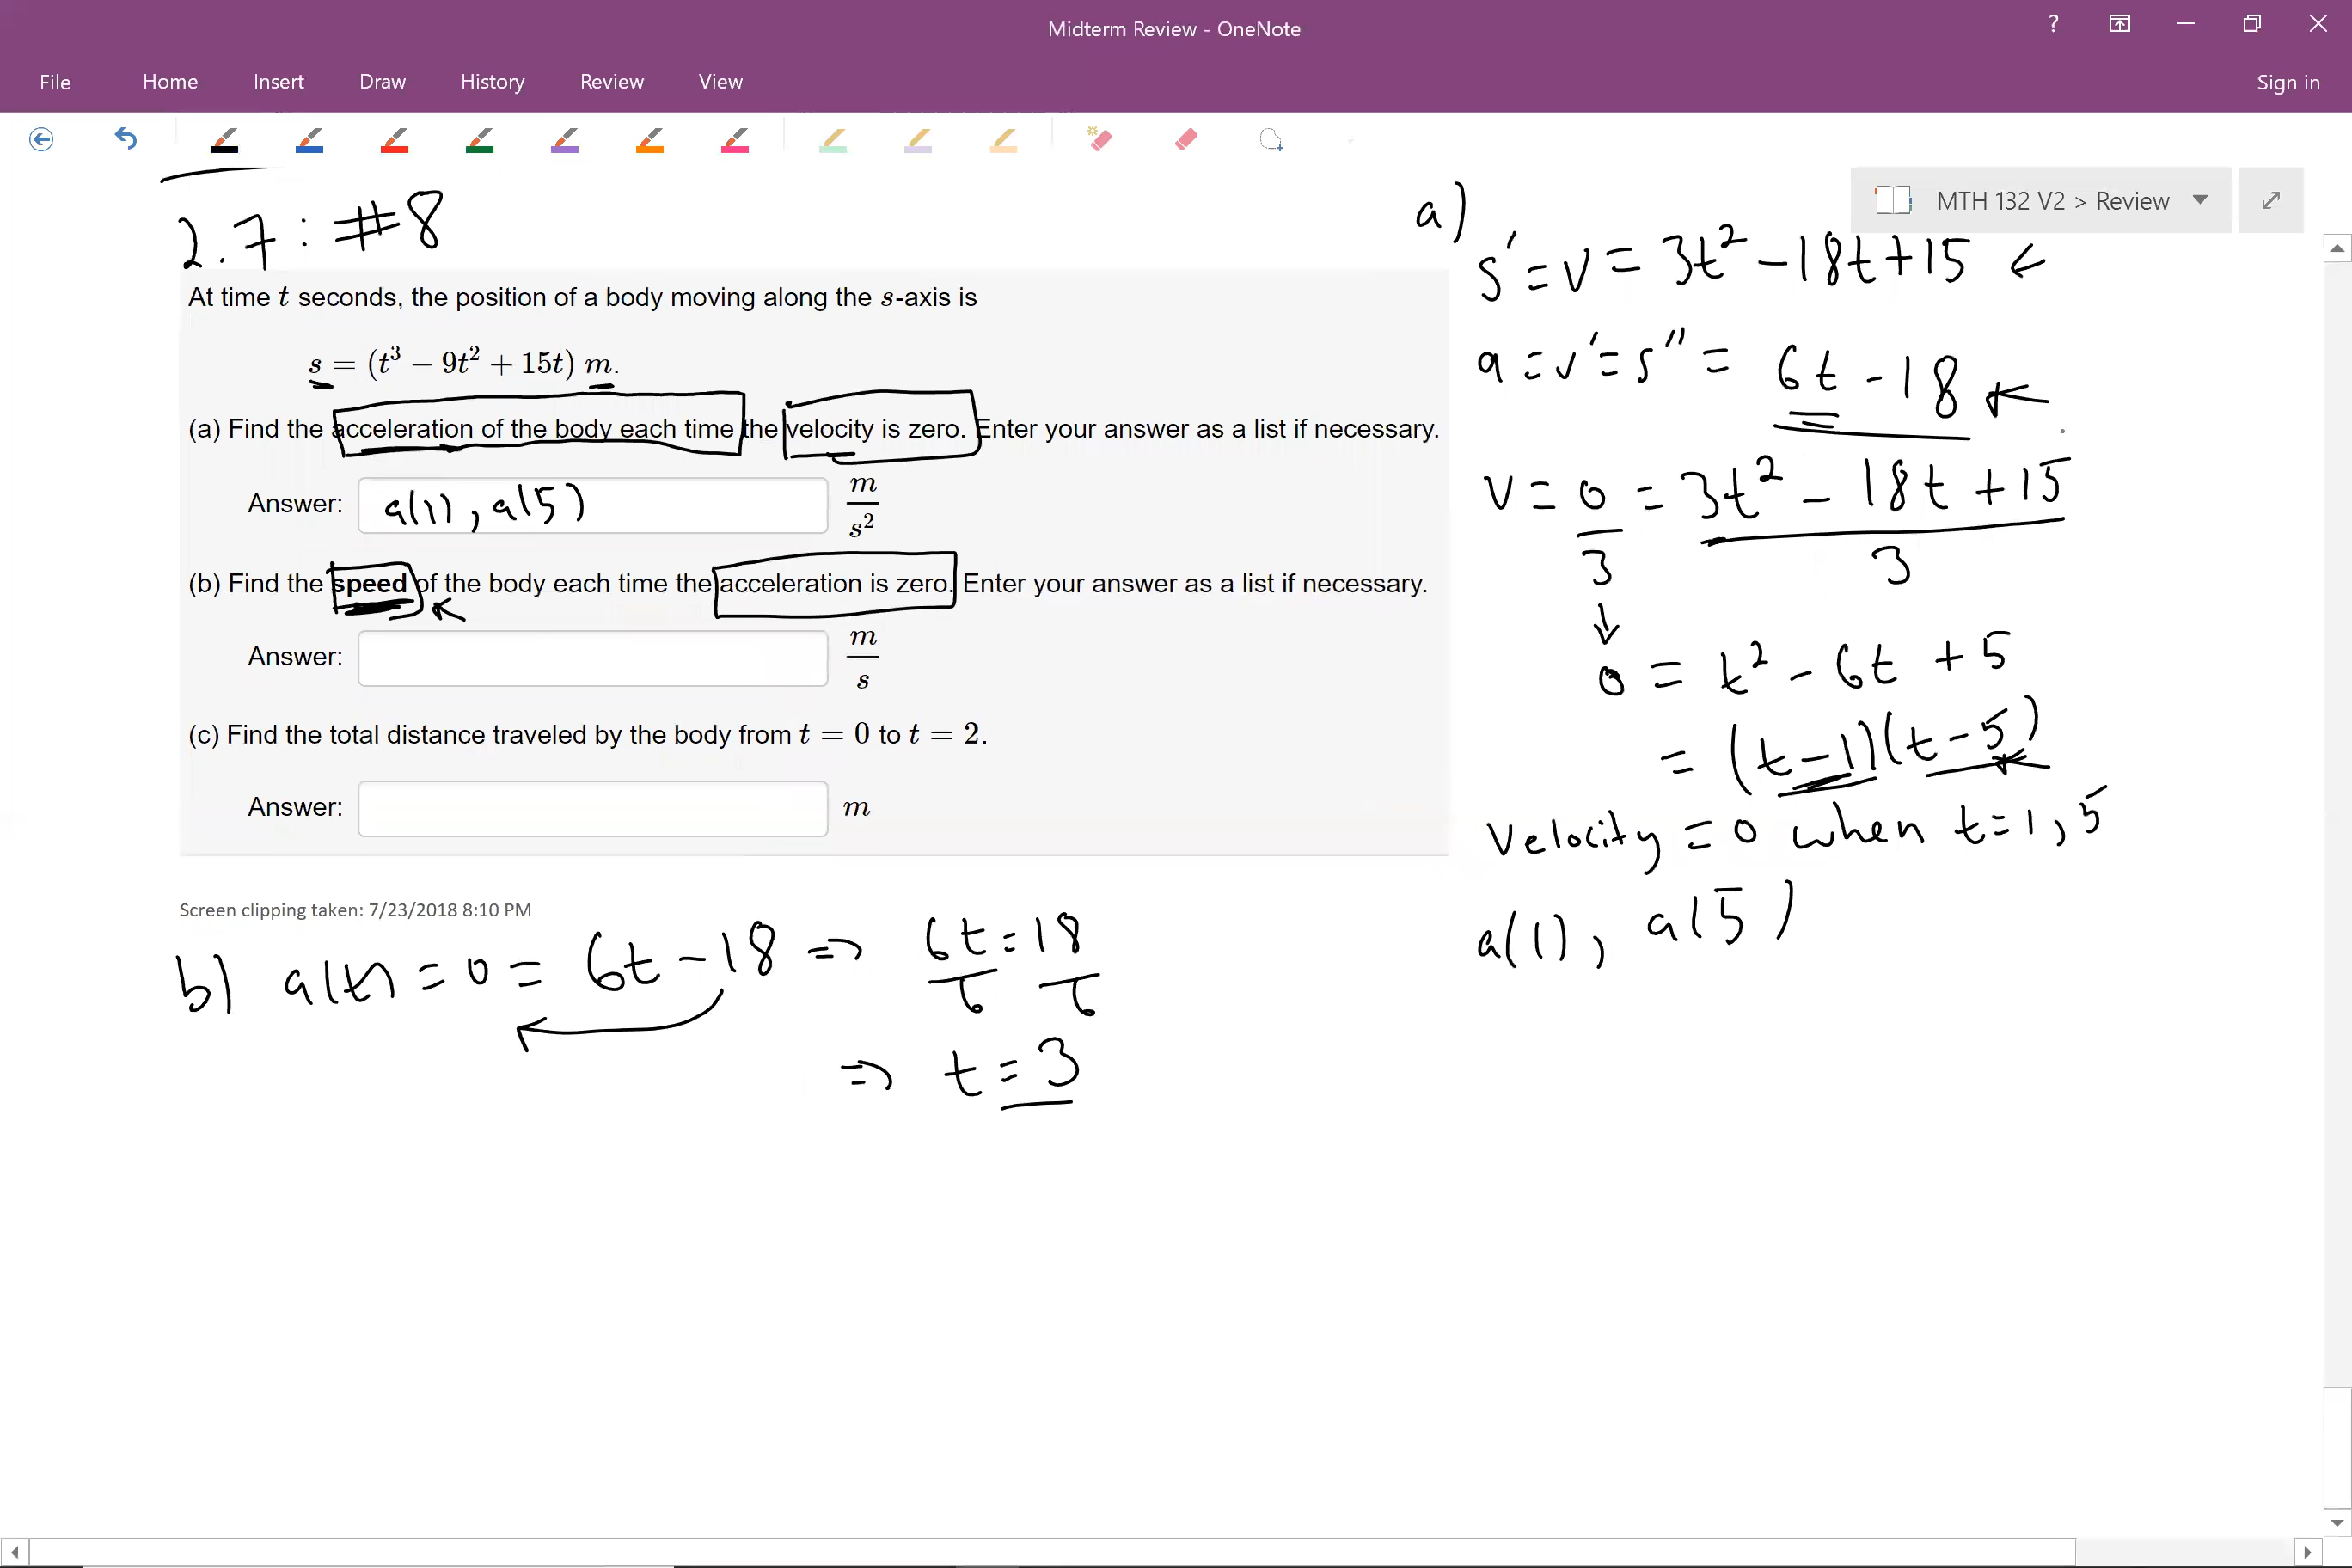 Midterm Review - OneNote
?
File Home Insert Draw History Review View Sign in
MTH 132 V2 > Review
2.7 : #8
At time t seconds, the position of a body moving along the s-axis is
s = (t³ − 9t² + 15t) m.
(a) Find the acceleration of the body each time the velocity is zero. Enter your answer as a list if necessary.
Answer: a(1), a(5) m/s²
(b) Find the speed of the body each time the acceleration is zero. Enter your answer as a list if necessary.
Answer: m/s
(c) Find the total distance traveled by the body from t = 0 to t = 2.
Answer: m
Screen clipping taken: 7/23/2018 8:10 PM
a)
s' = v = 3t² − 18t + 15 ←
a = v' = s'' = 6t − 18 ←
v = 0/3 = (3t² − 18t + 15)/3
↓
0 = t² − 6t + 5
= (t − 1)(t − 5)
Velocity = 0 when t = 1, 5
a(1), a(5)
b) a(t) = 0 = 6t − 18 ⇒ 6t/6 = 18/6
⇒ t = 3